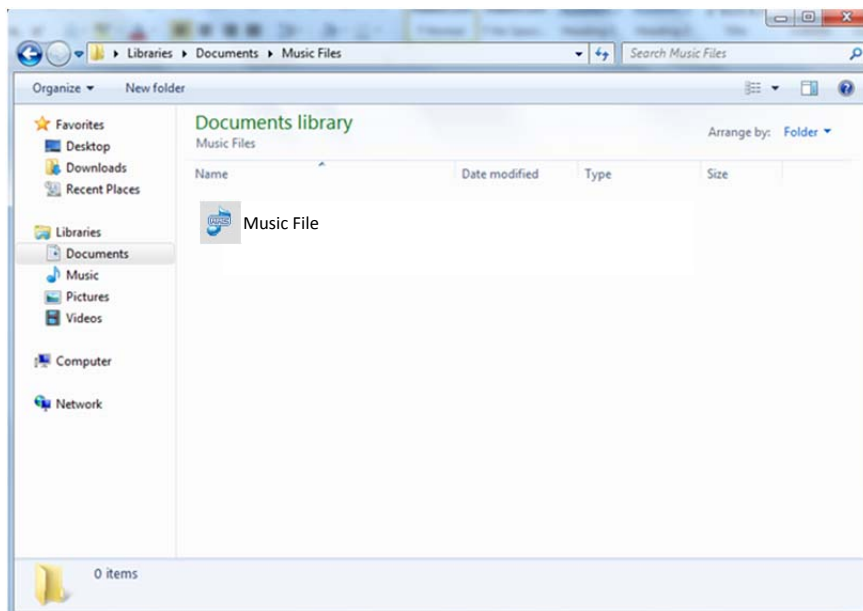 Libraries ▸ Documents ▸ Music Files
Search Music Files
Organize ▾ New folder
Documents library
Music Files
Arrange by: Folder ▾
Name Date modified Type Size
Favorites
Desktop
Downloads
Recent Places
Libraries
Documents
Music
Pictures
Videos
Computer
Network
Music File
0 items